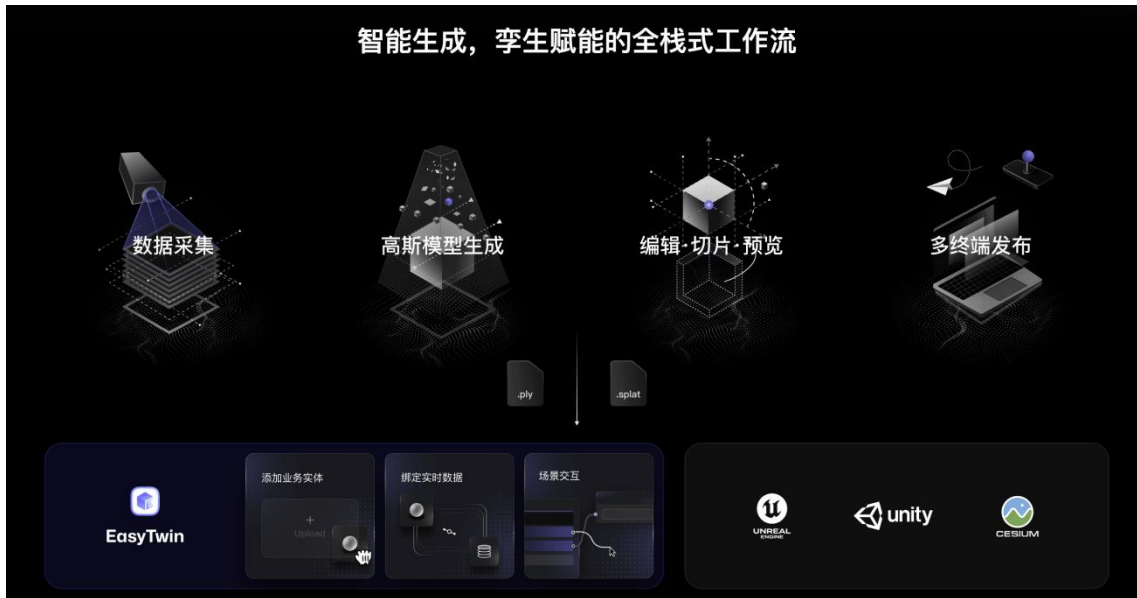 智能生成，孪生赋能的全栈式工作流
数据采集
高斯模型生成
编辑·切片·预览
多终端发布
.ply
.splat
EasyTwin
添加业务实体
+
Upload
绑定实时数据
场景交互
UNREAL
ENGINE
unity
CESIUM